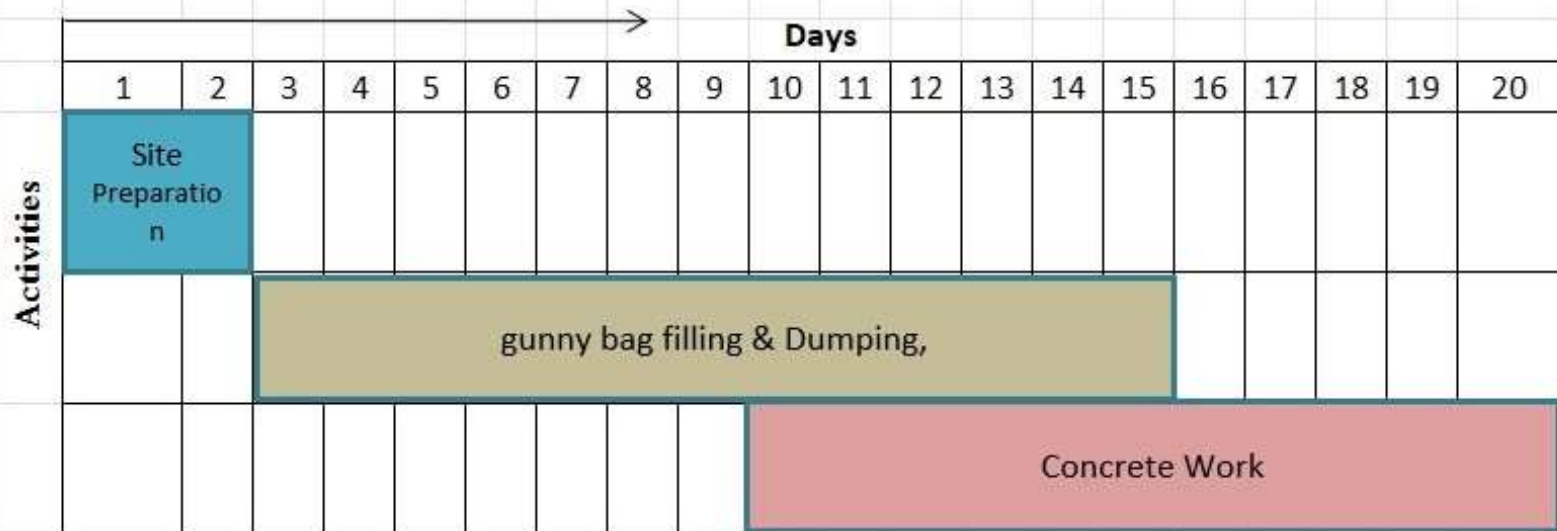 Days
1 2 3 4 5 6 7 8 9 10 11 12 13 14 15 16 17 18 19 20
Activities
Site
Preparatio
n
gunny bag filling & Dumping,
Concrete Work